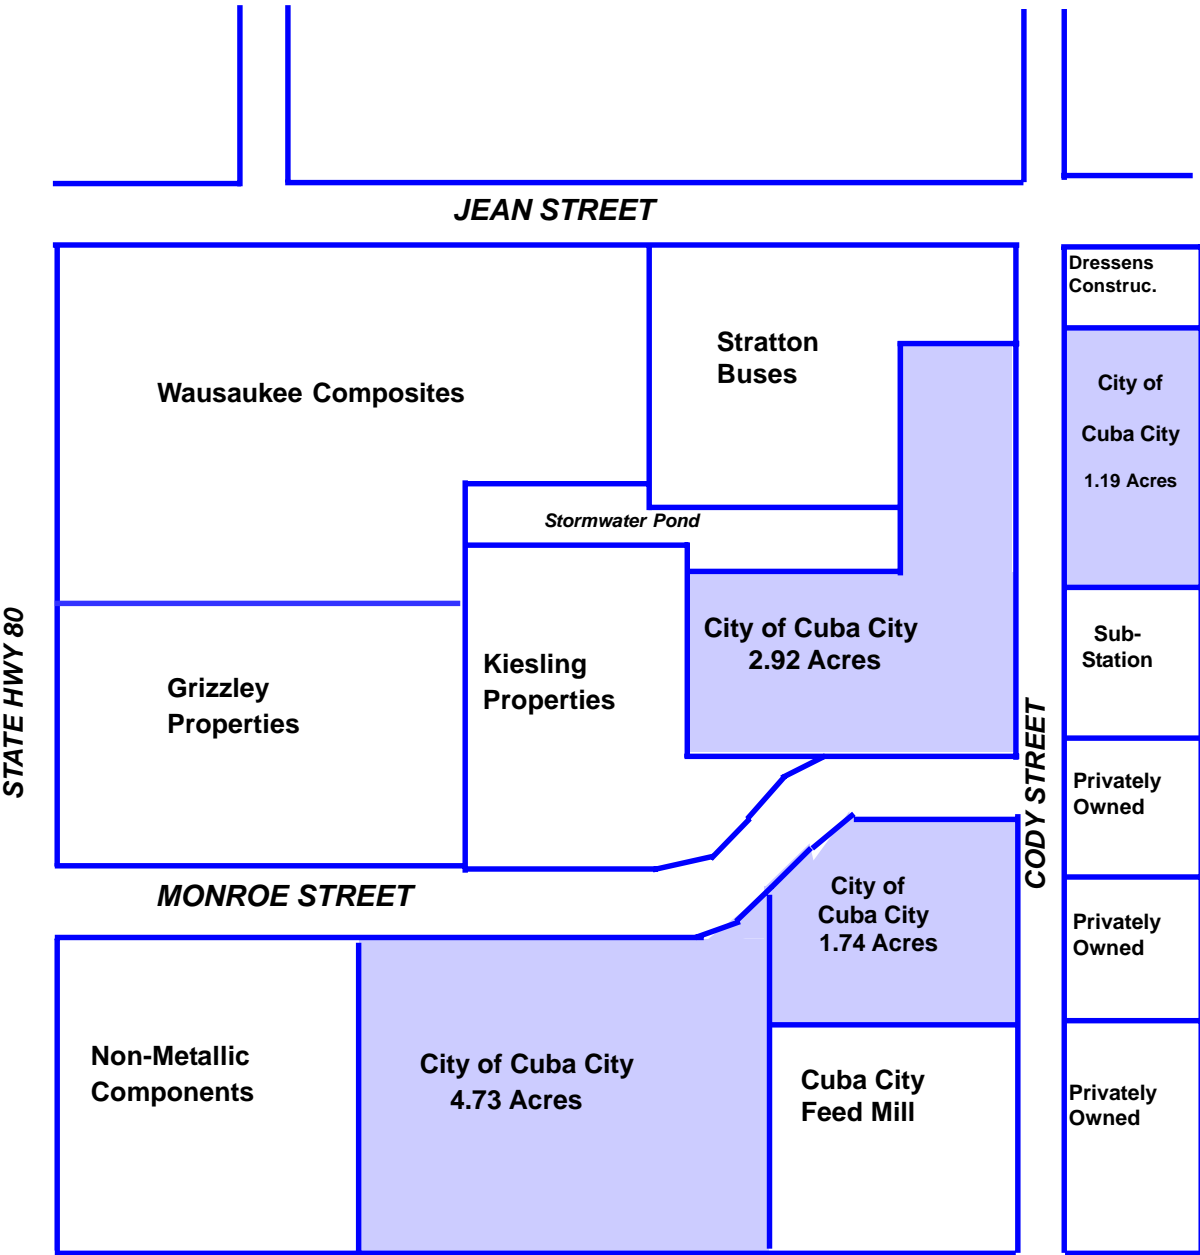 JEAN STREET
Dressens
Construc.
Stratton
Buses
Wausaukee Composites
City of
Cuba City
1.19 Acres
Stormwater Pond
STATE HWY 80
City of Cuba City
2.92 Acres
Sub-
Station
Kiesling
Properties
Grizzley
Properties
CODY STREET
Privately
Owned
MONROE STREET
City of
Cuba City
1.74 Acres
Privately
Owned
Non-Metallic
Components
City of Cuba City
4.73 Acres
Cuba City
Feed Mill
Privately
Owned